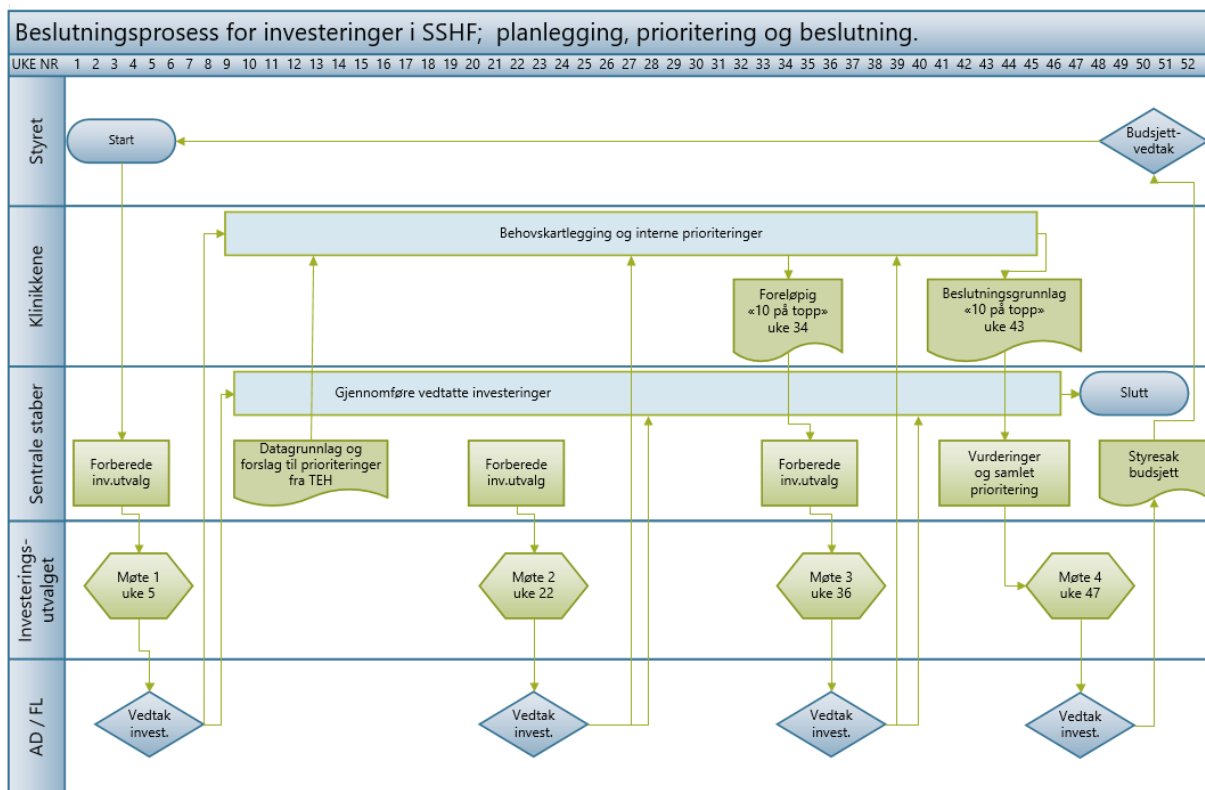 Beslutningsprosess for investeringer i SSHF;  planlegging, prioritering og beslutning.
UKE NR 1 2 3 4 5 6 7 8 9 10 11 12 13 14 15 16 17 18 19 20 21 22 23 24 25 26 27 28 29 30 31 32 33 34 35 36 37 38 39 40 41 42 43 44 45 46 47 48 49 50 51 52
Styret
Start
Budsjett-
vedtak
Klinikkene
Behovskartlegging og interne prioriteringer
Foreløpig
«10 på topp»
uke 34
Beslutningsgrunnlag
«10 på topp»
uke 43
Sentrale staber
Gjennomføre vedtatte investeringer
Slutt
Forberede
inv.utvalg
Datagrunnlag og
forslag til prioriteringer
fra TEH
Forberede
inv.utvalg
Forberede
inv.utvalg
Vurderinger
og samlet
prioritering
Styresak
budsjett
Investerings-
utvalget
Møte 1
uke 5
Møte 2
uke 22
Møte 3
uke 36
Møte 4
uke 47
AD / FL
Vedtak
invest.
Vedtak
invest.
Vedtak
invest.
Vedtak
invest.